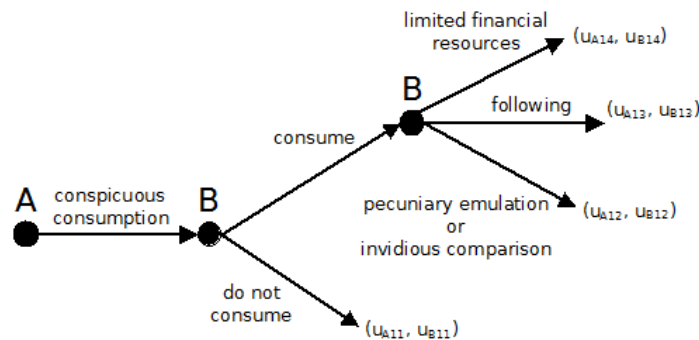 limited financial
resources
(uA14, uB14)
B
following
(uA13, uB13)
consume
A
conspicuous
consumption
B
pecuniary emulation
or
invidious comparison
(uA12, uB12)
do not
consume
(uA11, uB11)